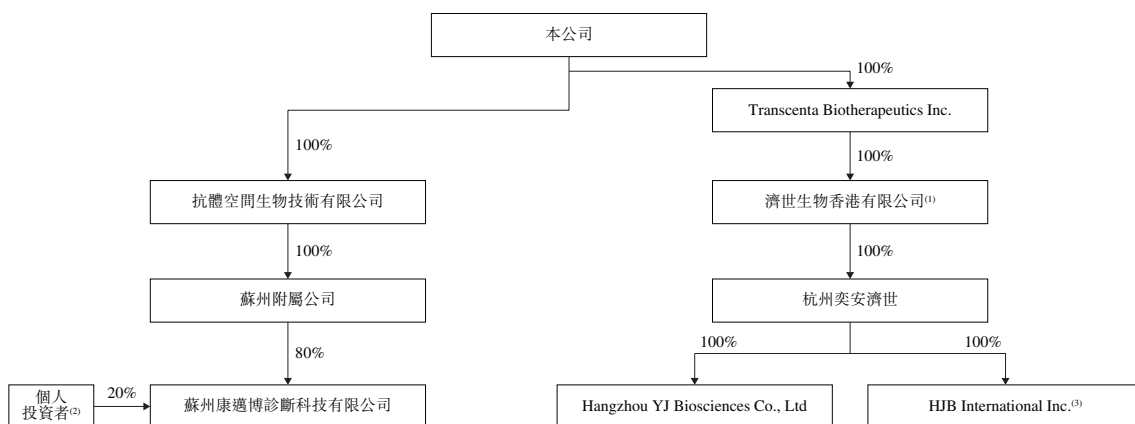 本公司
100%
Transcenta Biotherapeutics Inc.
100%
100%
抗體空間生物技術有限公司
濟世生物香港有限公司(1)
100%
100%
蘇州附屬公司
杭州奕安濟世
80%
100%
100%
個人
投資者(2)
20%
蘇州康邁博診斷科技有限公司
Hangzhou YJ Biosciences Co., Ltd
HJB International Inc.(3)